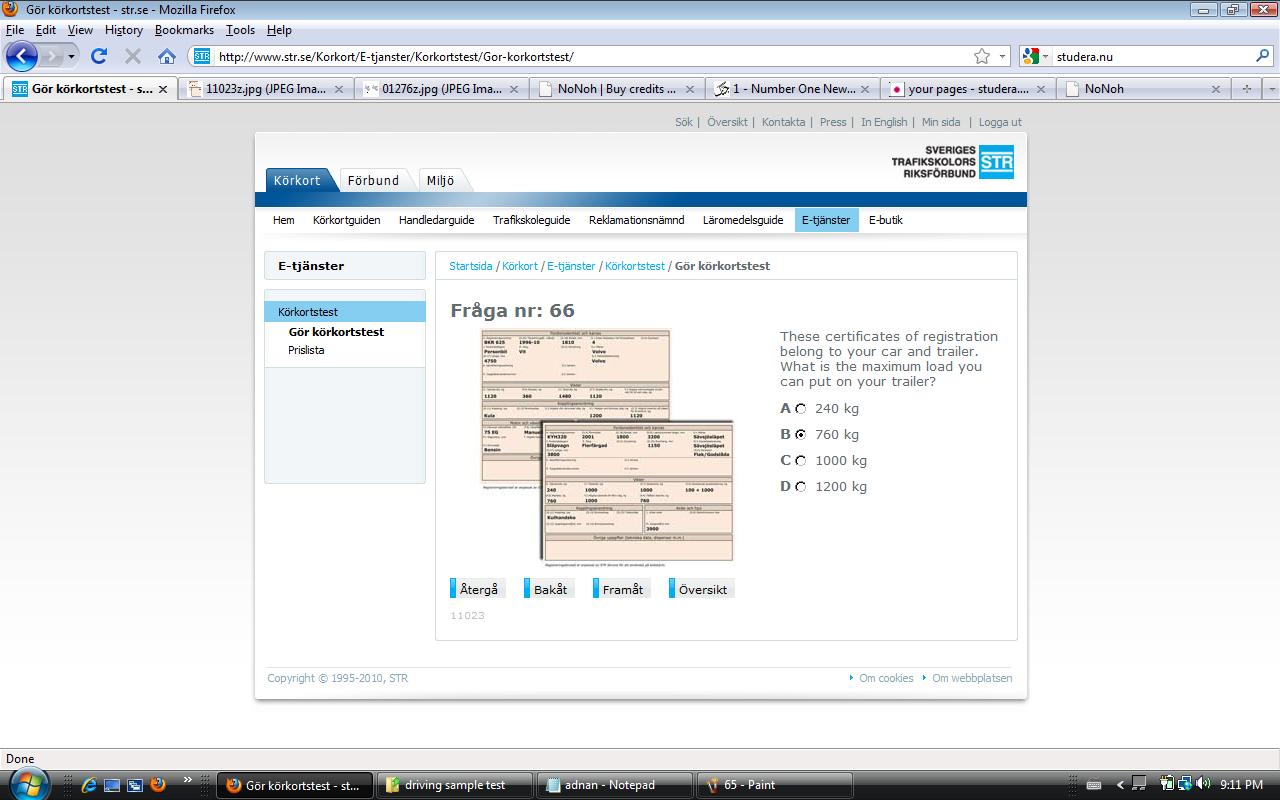 Gör körkortstest - str.se - Mozilla Firefox
File Edit View History Bookmarks Tools Help
http://www.str.se/Korkort/E-tjanster/Korkortstest/Gor-korkortstest/
studera.nu
STR Gör körkortstest - s...
11023z.jpg (JPEG Ima...
01276z.jpg (JPEG Ima...
NoNoh | Buy credits ...
1 - Number One New...
your pages - studera....
NoNoh
Sök | Översikt | Kontakta | Press | In English | Min sida | Logga ut
SVERIGES
TRAFIKSKOLORS
RIKSFÖRBUND
STR
Körkort Förbund Miljö
Hem Körkortguiden Handledarguide Trafikskoleguide Reklamationsnämnd Läromedelsguide E-tjänster E-butik
E-tjänster
Körkortstest
Gör körkortstest
Prislista
Startsida / Körkort / E-tjänster / Körkortstest / Gör körkortstest
Fråga nr: 66
BKR 625 1996-10 1810 4
Personbil Vit Volvo
4750 Volvo
1120 360 1480 1120
Kula 1200 1120
75 EG Manue
Bensin
KYH320 2001 1800 3200 Sävsjösläpet
Släpvagn Flerfärgad 1150 Sävsjösläpet
3800 Flak/Godslåda
240 1000 1000 100 + 1000
760 1000 760
Kulhandske
3900
These certificates of registration
belong to your car and trailer.
What is the maximum load you
can put on your trailer?
A 240 kg
B 760 kg
C 1000 kg
D 1200 kg
Återgå Bakåt Framåt Översikt
11023
Copyright © 1995-2010, STR
Om cookies Om webbplatsen
Done
Gör körkortstest - st...
driving sample test
adnan - Notepad
65 - Paint
9:11 PM